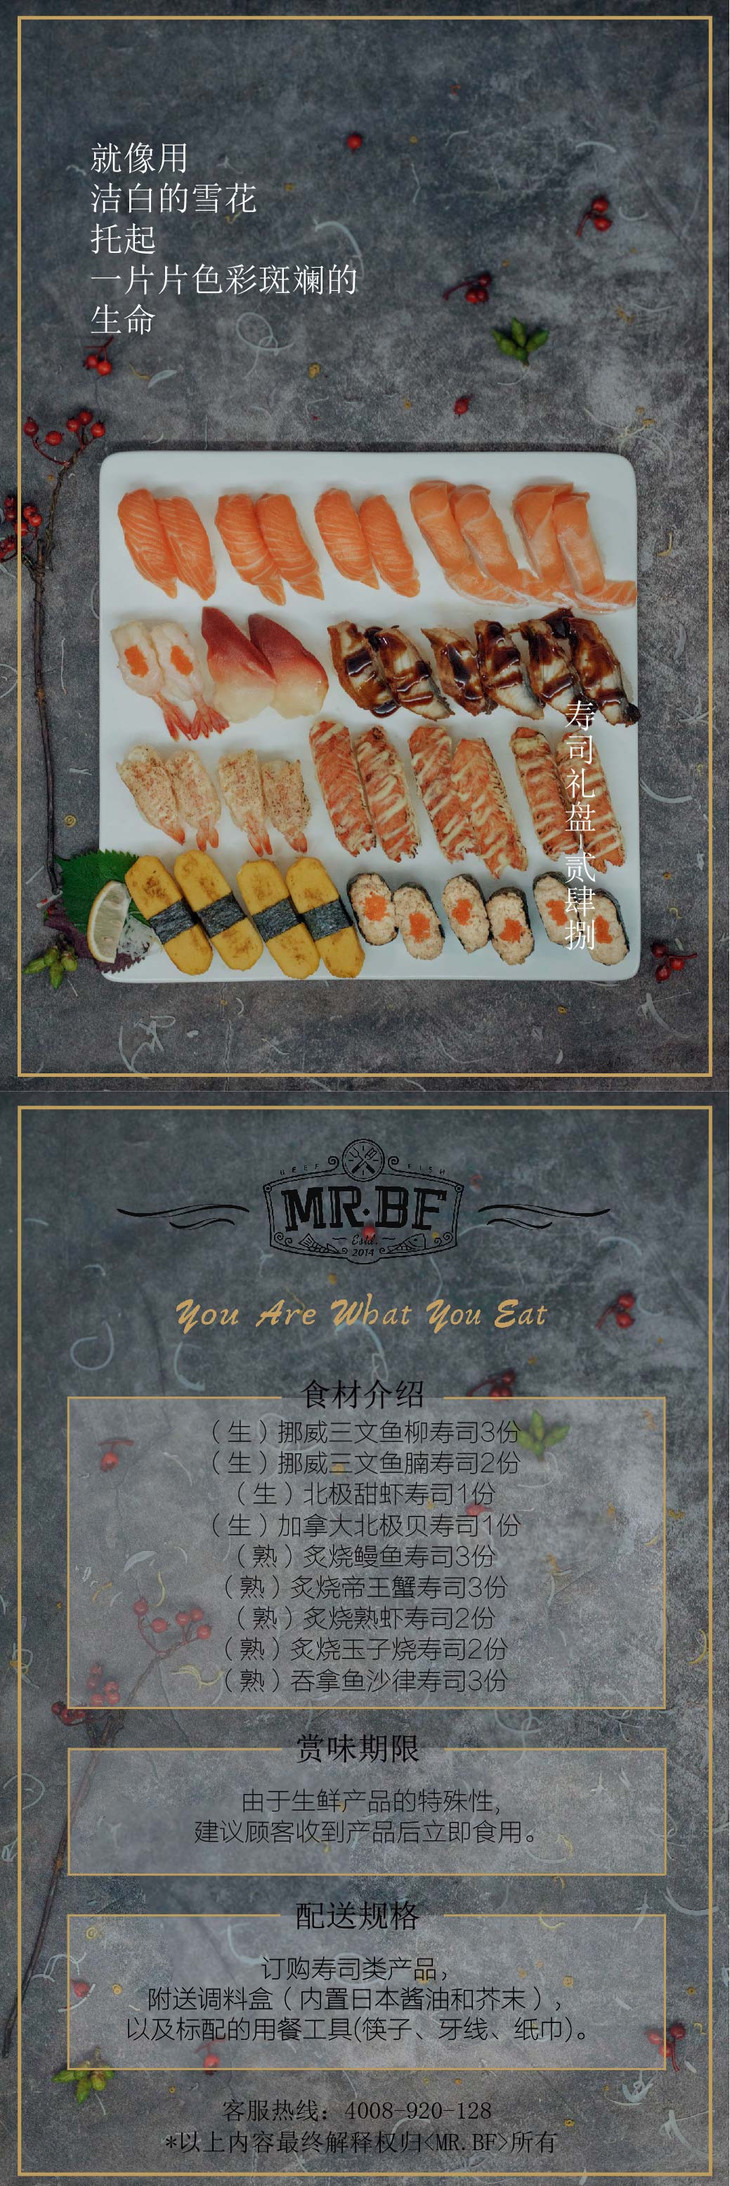 就像用
洁白的雪花
托起
一片片色彩斑斓的
生命
寿司礼盘-贰肆捌
BEEF FISH
MR·BF
Estd.
2014
You Are What You Eat
食材介绍
（生）挪威三文鱼柳寿司3份
（生）挪威三文鱼腩寿司2份
（生）北极甜虾寿司1份
（生）加拿大北极贝寿司1份
（熟）炙烧鳗鱼寿司3份
（熟）炙烧帝王蟹寿司3份
（熟）炙烧熟虾寿司2份
（熟）炙烧玉子烧寿司2份
（熟）吞拿鱼沙律寿司3份
赏味期限
由于生鲜产品的特殊性,
建议顾客收到产品后立即食用。
配送规格
订购寿司类产品，
附送调料盒（内置日本酱油和芥末），
以及标配的用餐工具(筷子、牙线、纸巾)。
客服热线：4008-920-128
*以上内容最终解释权归<MR.BF>所有